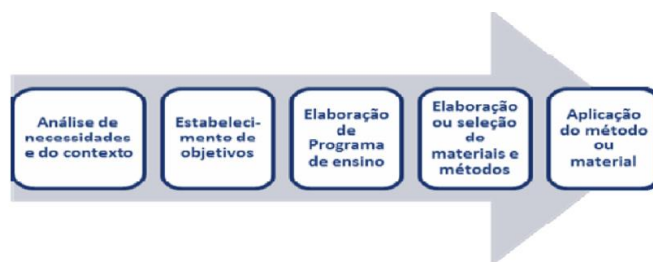 Análise de
necessidades
e do contexto
Estabeleci-
mento de
objetivos
Elaboração
de
Programa
de ensino
Elaboração
ou seleção
do
materiais e
métodos
Aplicação
do método
ou
material